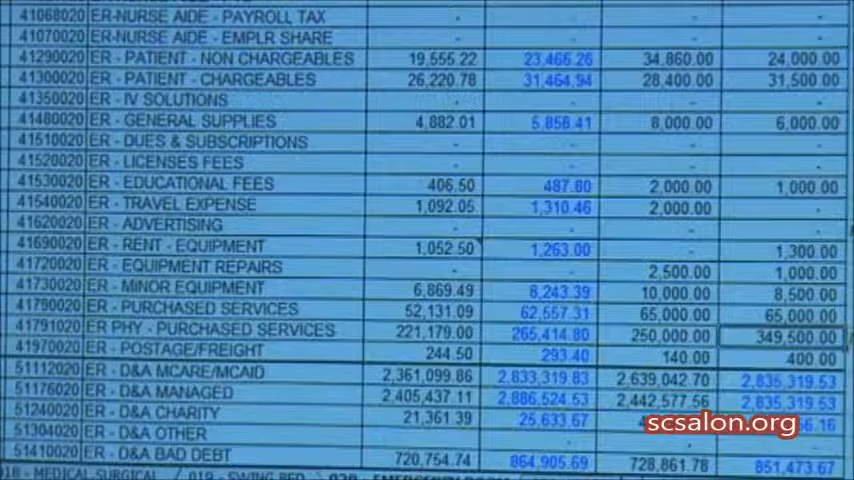 41068020 ER-NURSE AIDE - PAYROLL TAX - - - -
41070020 ER-NURSE AIDE - EMPLR SHARE - - - -
41290020 ER - PATIENT - NON CHARGEABLES 19,555.22 23,466.26 34,860.00 24,000.00
41300020 ER - PATIENT - CHARGEABLES 26,220.78 31,464.94 28,400.00 31,500.00
41350020 ER - IV SOLUTIONS - - - -
41480020 ER - GENERAL SUPPLIES 4,882.01 5,858.41 8,000.00 6,000.00
41510020 ER - DUES & SUBSCRIPTIONS - - - -
41520020 ER - LICENSES FEES - - - -
41530020 ER - EDUCATIONAL FEES 406.50 487.80 2,000.00 1,000.00
41540020 ER - TRAVEL EXPENSE 1,092.05 1,310.46 2,000.00 -
41620020 ER - ADVERTISING - - - -
41690020 ER - RENT - EQUIPMENT 1,052.50 1,263.00 - 1,300.00
41720020 ER - EQUIPMENT REPAIRS - - 2,500.00 1,000.00
41730020 ER - MINOR EQUIPMENT 6,869.49 8,243.39 10,000.00 8,500.00
41790020 ER - PURCHASED SERVICES 52,131.09 62,557.31 65,000.00 65,000.00
41791020 ER PHY - PURCHASED SERVICES 221,179.00 265,414.80 250,000.00 349,500.00
41970020 ER - POSTAGE/FREIGHT 244.50 293.40 140.00 400.00
51112020 ER - D&A MCARE/MCAID 2,361,099.86 2,833,319.83 2,639,042.70 2,835,319.53
51176020 ER - D&A MANAGED 2,405,437.11 2,886,524.53 2,442,577.56 2,835,319.53
51240020 ER - D&A CHARITY 21,361.39 25,633.67
scsalon.org
51304020 ER - D&A OTHER - - - -
51410020 ER - D&A BAD DEBT 720,754.74 864,905.69 728,861.78 851,473.67
018 - MEDICAL-SURGICAL / 019 - SWING BED